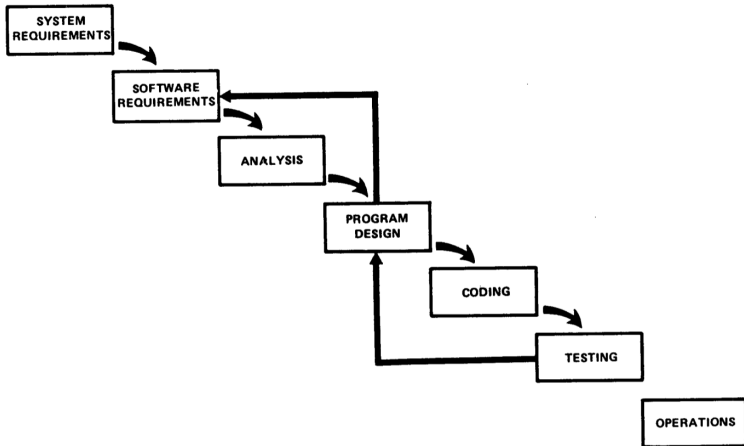 SYSTEM
REQUIREMENTS
SOFTWARE
REQUIREMENTS
ANALYSIS
PROGRAM
DESIGN
CODING
TESTING
OPERATIONS